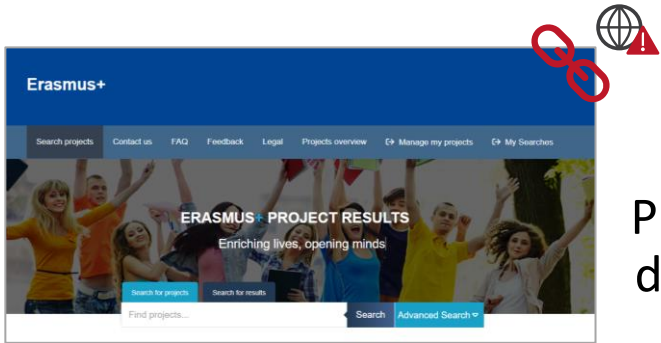 Erasmus+
Search projects Contact us FAQ Feedback Legal Projects overview Manage my projects My Searches
ERASMUS+ PROJECT RESULTS
Enriching lives, opening minds
Search for projects Search for results
Find projects... Search Advanced Search
P
d